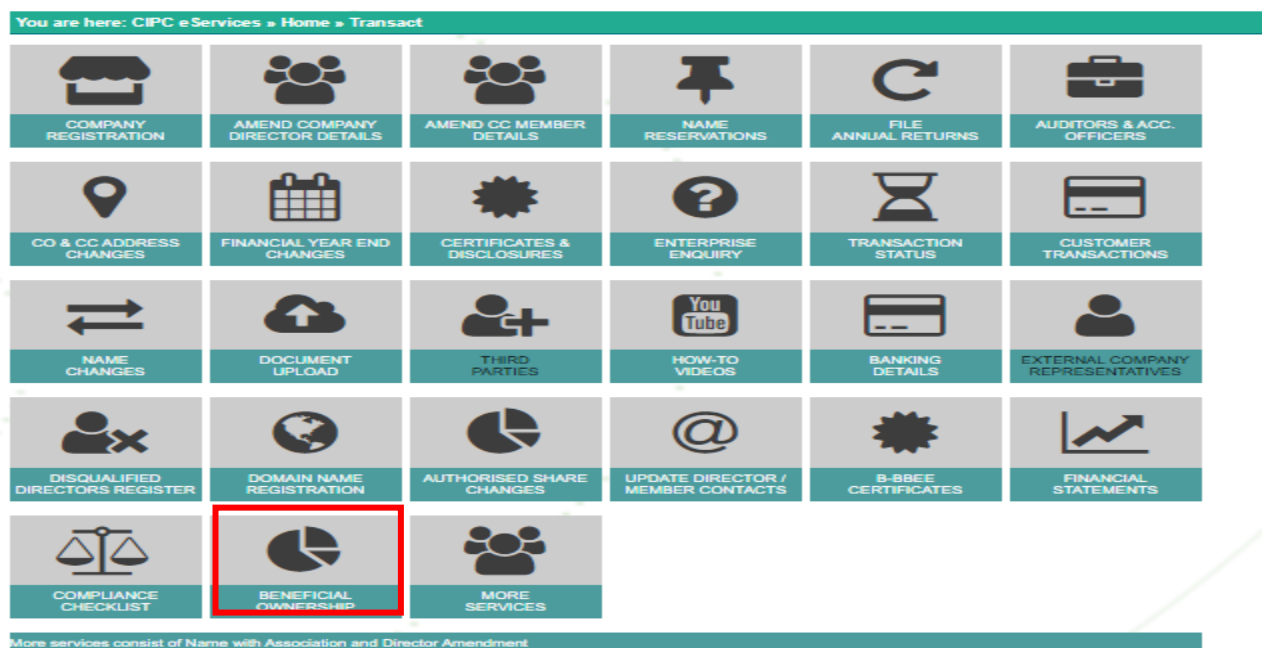 You are here: CIPC eServices » Home » Transact
COMPANY
REGISTRATION
AMEND COMPANY
DIRECTOR DETAILS
AMEND CC MEMBER
DETAILS
NAME
RESERVATIONS
FILE
ANNUAL RETURNS
AUDITORS & ACC.
OFFICERS
CO & CC ADDRESS
CHANGES
FINANCIAL YEAR END
CHANGES
CERTIFICATES &
DISCLOSURES
ENTERPRISE
ENQUIRY
TRANSACTION
STATUS
CUSTOMER
TRANSACTIONS
NAME
CHANGES
DOCUMENT
UPLOAD
THIRD
PARTIES
You
Tube
HOW-TO
VIDEOS
BANKING
DETAILS
EXTERNAL COMPANY
REPRESENTATIVES
DISQUALIFIED
DIRECTORS REGISTER
DOMAIN NAME
REGISTRATION
AUTHORISED SHARE
CHANGES
@
UPDATE DIRECTOR /
MEMBER CONTACTS
B-BBEE
CERTIFICATES
FINANCIAL
STATEMENTS
COMPLIANCE
CHECKLIST
BENEFICIAL
OWNERSHIP
MORE
SERVICES
More services consist of Name with Association and Director Amendment